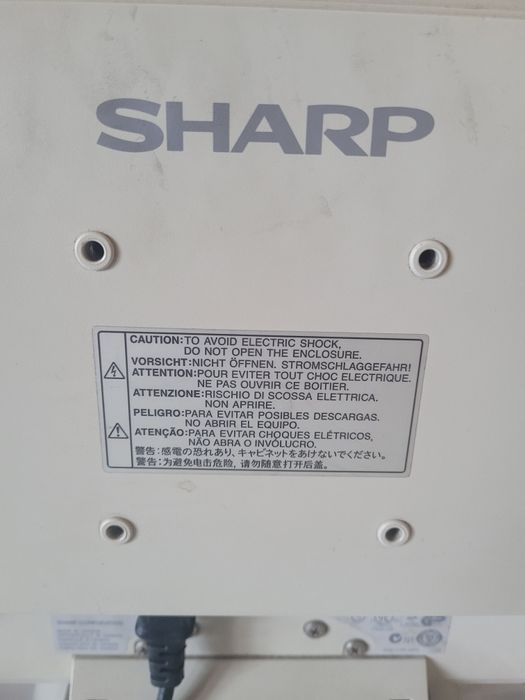 SHARP
CAUTION:TO AVOID ELECTRIC SHOCK,
DO NOT OPEN THE ENCLOSURE.
VORSICHT:NICHT ÖFFNEN. STROMSCHLAGGEFAHR!
ATTENTION:POUR EVITER TOUT CHOC ELECTRIQUE.
NE PAS OUVRIR CE BOITIER.
ATTENZIONE:RISCHIO DI SCOSSA ELETTRICA.
NON APRIRE.
PELIGRO:PARA EVITAR POSIBLES DESCARGAS.
NO ABRIR EL EQUIPO.
ATENÇÃO:PARA EVITAR CHOQUES ELÉTRICOS,
NÃO ABRA O INVÓLUCRO.
警告:感電の恐れあり、キャビネットをあけないでください。
警告:为避免电击危险, 请勿随意打开后盖。
SHARP CORPORATION